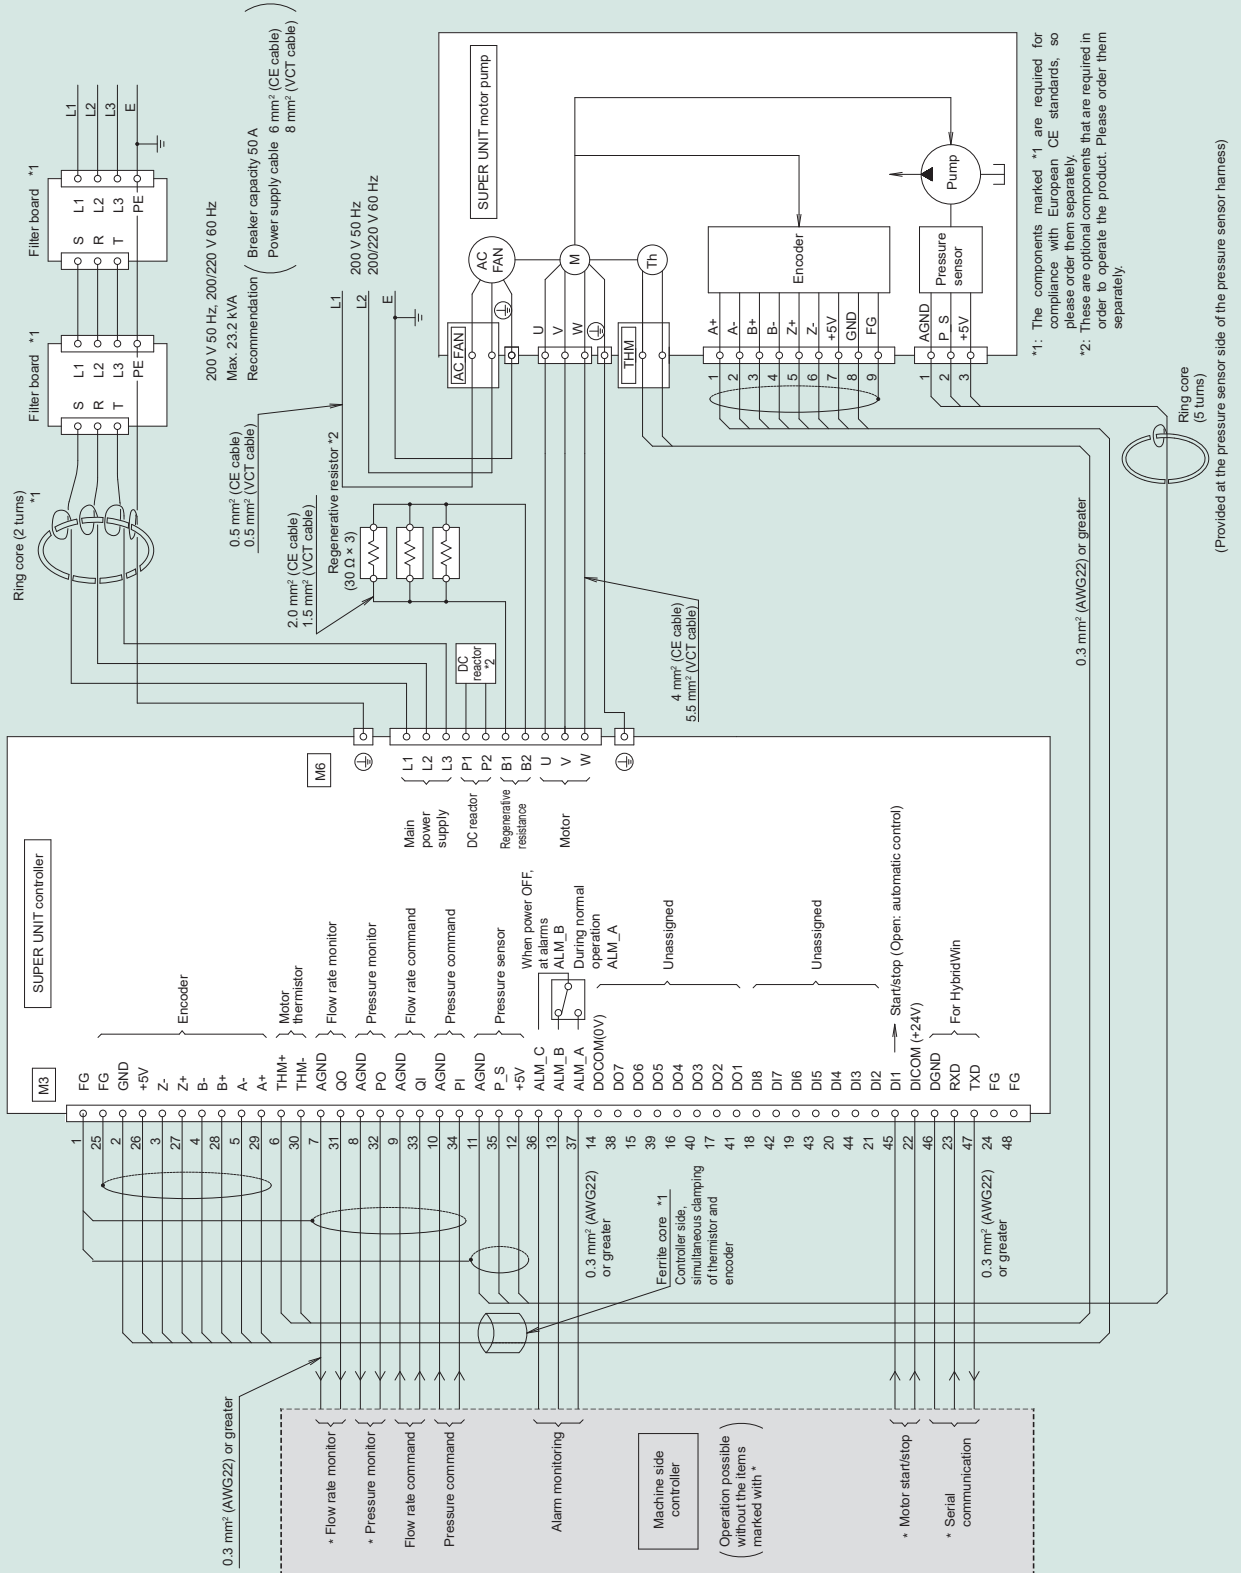 Ring core (2 turns)
*1
Filter board *1
S L1
R L2
T L3
PE
Filter board *1
S L1
R L2
T L3
PE
L1
L2
L3
E
200 V 50 Hz, 200/220 V 60 Hz
Max. 23.2 kVA
Recommendation
Breaker capacity 50 A
Power supply cable 6 mm² (CE cable)
8 mm² (VCT cable)
0.5 mm² (CE cable)
0.5 mm² (VCT cable)
L1
L2
E
200 V 50 Hz
200/220 V 60 Hz
2.0 mm² (CE cable)
1.5 mm² (VCT cable)
Regenerative resistor *2
(30 Ω × 3)
DC
reactor
*2
4 mm² (CE cable)
5.5 mm² (VCT cable)
SUPER UNIT motor pump
AC FAN
AC
FAN
U
V
W
M
THM
Th
1 A+
2 A-
3 B+
4 B-
5 Z+
6 Z-
7 +5V
8 GND
9 FG
Encoder
1 AGND
2 P_S
3 +5V
Pressure
sensor
Pump
*1: The components marked *1 are required for
compliance with European CE standards, so
please order them separately.
*2: These are optional components that are required in
order to operate the product. Please order them
separately.
Ring core
(5 turns)
(Provided at the pressure sensor side of the pressure sensor harness)
0.3 mm² (AWG22) or greater
SUPER UNIT controller
M6
L1
L2
L3
P1
P2
B1
B2
U
V
W
Main
power
supply
DC reactor
Regenerative
resistance
Motor
M3
1 FG
25 FG
2 GND
26 +5V
3 Z-
27 Z+
4 B-
28 B+
5 A-
29 A+
6 THM+
30 THM-
7 AGND
31 QO
8 AGND
32 PO
9 AGND
33 QI
10 AGND
34 PI
11 AGND
35 P_S
12 +5V
36 ALM_C
13 ALM_B
37 ALM_A
14 DOCOM(0V)
38 DO7
15 DO6
39 DO5
16 DO4
40 DO3
17 DO2
41 DO1
18 DI8
42 DI7
19 DI6
43 DI5
20 DI4
44 DI3
21 DI2
45 DI1
22 DICOM (+24V)
46 DGND
23 RXD
47 TXD
24 FG
48 FG
Encoder
Motor
thermistor
Flow rate monitor
Pressure monitor
Flow rate command
Pressure command
Pressure sensor
When power OFF,
at alarms
ALM_B
During normal
operation
ALM_A
Unassigned
Unassigned
Start/stop (Open: automatic control)
For HybridWin
0.3 mm² (AWG22)
or greater
Ferrite core *1
Controller side,
simultaneous clamping
of thermistor and
encoder
0.3 mm² (AWG22)
or greater
0.3 mm² (AWG22) or greater
* Flow rate monitor
* Pressure monitor
Flow rate command
Pressure command
Alarm monitoring
Machine side
controller
(Operation possible
without the items
marked with *)
* Motor start/stop
* Serial
communication